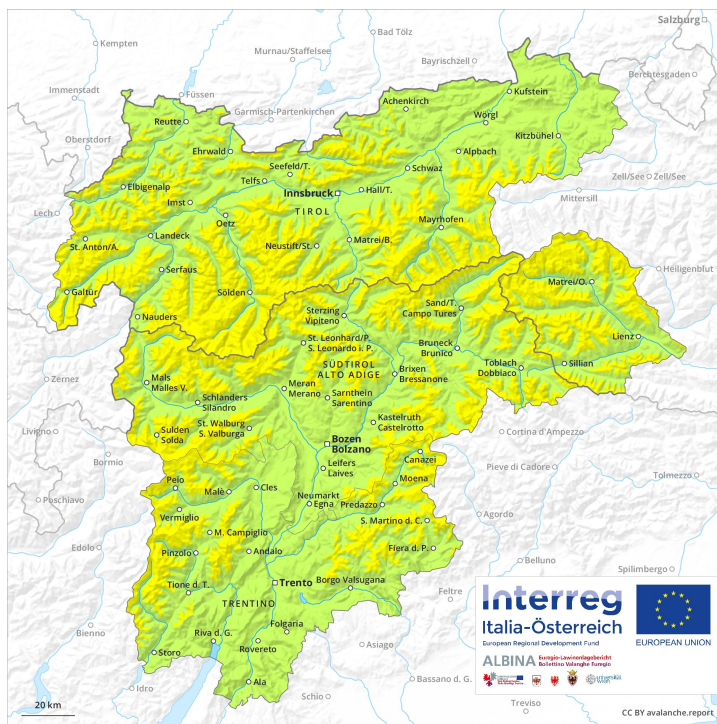 Salzburg
Bad Tölz
Kempten
Murnau/Staffelsee
Bayrischzell
Berchtesgaden
Immenstadt
Füssen
Kufstein
Achenkirch
Garmisch-Partenkirchen
Wörgl
Reutte
Kitzbühel
Oberstdorf
Ehrwald
Alpbach
Seefeld/T.
Schwaz
Zell/See
Zell/See
Telfs
Elbigenalp
Innsbruck
Hall/T.
Mittersill
Imst
TIROL
Lech
Oetz
Mayrhofen
Landeck
St. Anton/A.
Neustift/St.
Matrei/B.
Serfaus
Heiligenblut
Matrei/O.
Galtür
Sölden
Sand/T.
Campo Tures
Nauders
Sterzing
Vipiteno
Lienz
St. Leonhard/P.
S. Leonardo i. P.
Bruneck
Brunico
SÜDTIROL
ALTO ADIGE
Toblach
Dobbiaco
Sillian
Brixen
Bressanone
Zernez
Mals
Malles V.
Meran
Merano
Schlanders
Silandro
Sarnthein
Sarentino
St. Walburg
S. Valburga
Kastelruth
Castelrotto
Livigno
Sulden
Solda
Bozen
Bolzano
Cortina d'Ampezzo
Bormio
Canazei
Leifers
Laives
Pieve di Cadore
Tolmezzo
Peio
Moena
Poschiavo
Malè
Cles
Neumarkt
Egna
Predazzo
Vermiglio
Agordo
S. Martino d. C.
M. Campiglio
Edolo
Pinzolo
Andalo
Fiera d. P.
Belluno
Spilimbergo
Trento
Borgo Valsugana
Tione d. T.
Feltre
TRENTINO
Folgaria
Bienno
Riva d. G.
Rovereto
Asiago
Storo
Bassano d. G.
Ala
Idro
Schio
Treviso
20 km
Interreg
Italia-Österreich
European Regional Development Fund
EUROPEAN UNION
ALBINA
Euregio-Lawinenlagebericht
Bollettino Valanghe Euregio
universität
wien
CC BY avalanche.report